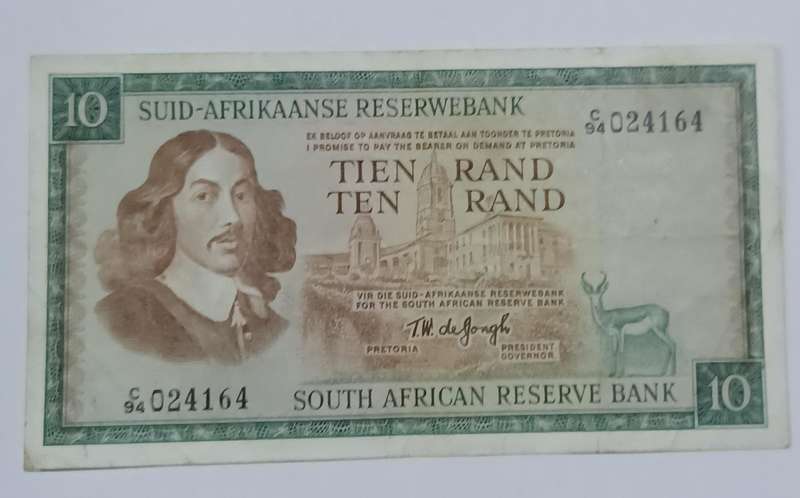 10
SUID-AFRIKAANSE RESERWEBANK
EK BELOOF OP AANVRAAG TE BETAAL AAN TOONDER TE PRETORIA
I PROMISE TO PAY THE BEARER ON DEMAND AT PRETORIA
C/94 024164
TIEN RAND
TEN RAND
VIR DIE SUID-AFRIKAANSE RESERWEBANK
FOR THE SOUTH AFRICAN RESERVE BANK
T.W. de Jongh
PRETORIA
PRESIDENT
GOVERNOR
C/94 024164
SOUTH AFRICAN RESERVE BANK
10